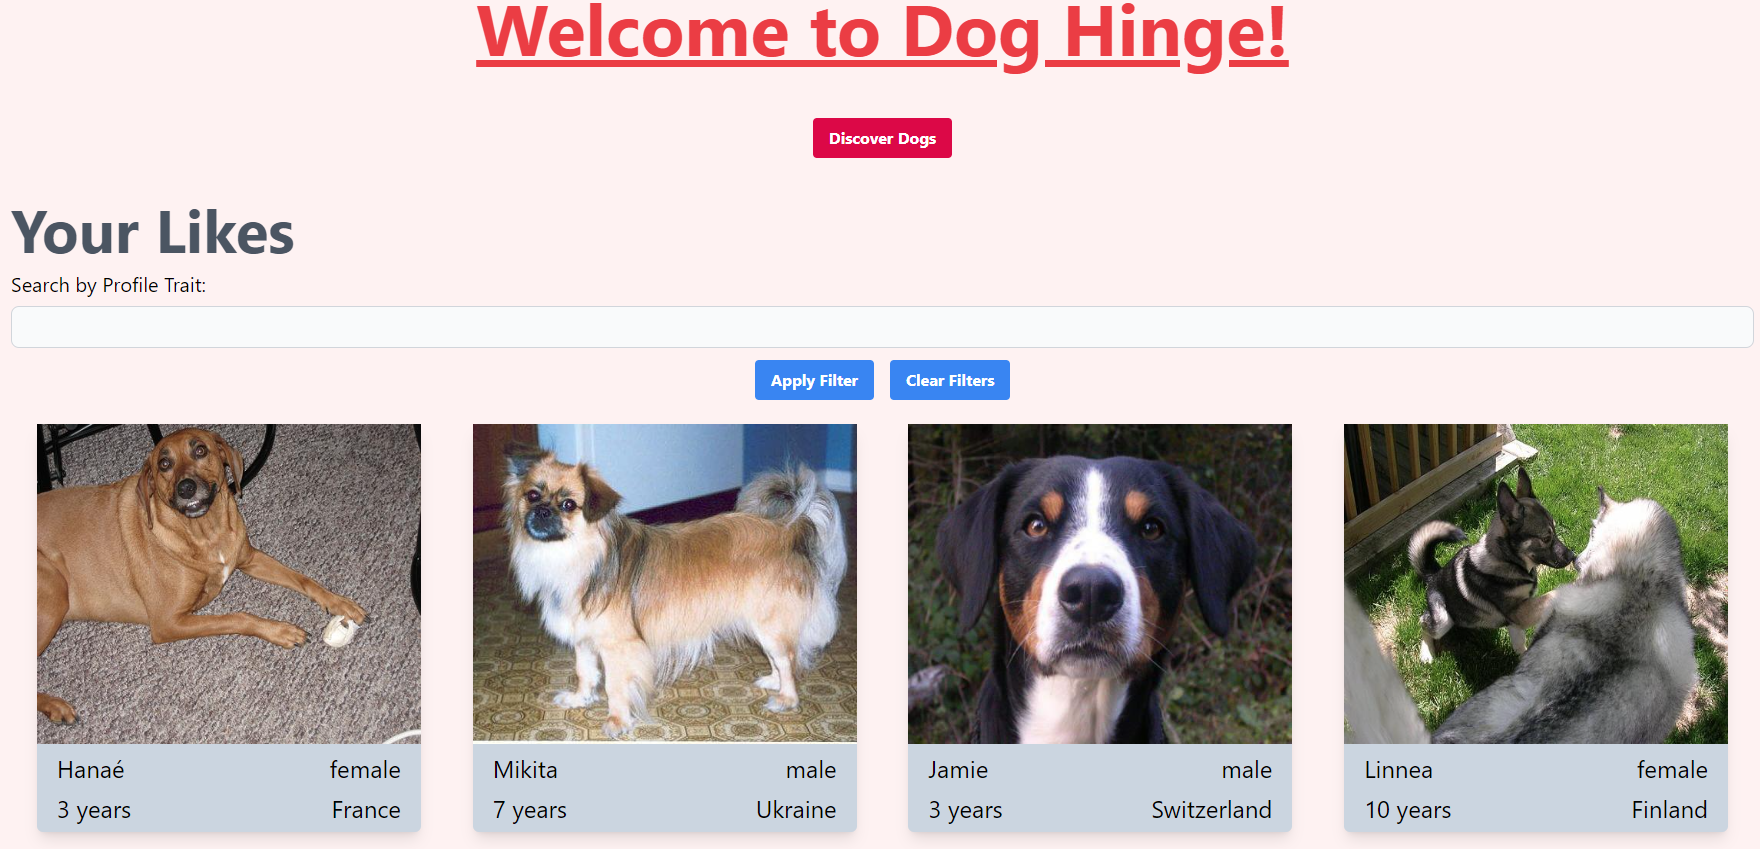 Welcome to Dog Hinge!
Discover Dogs
Your Likes
Search by Profile Trait:
Apply Filter Clear Filters
Hanaé female
3 years France
Mikita male
7 years Ukraine
Jamie male
3 years Switzerland
Linnea female
10 years Finland